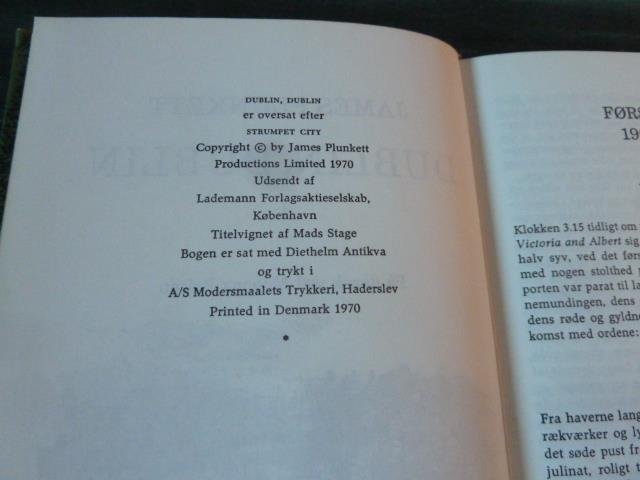 DUBLIN, DUBLIN
er oversat efter
STRUMPET CITY
Copyright © by James Plunkett
Productions Limited 1970
Udsendt af
Lademann Forlagsaktieselskab,
København
Titelvignet af Mads Stage
Bogen er sat med Diethelm Antikva
og trykt i
A/S Modersmaalets Trykkeri, Haderslev
Printed in Denmark 1970
Klokken 3.15 tidligt om
Victoria and Albert sig
halv syv, ved det førs
med nogen stolthed
porten var parat til la
nemundingen, dens
dens røde og gyldne
komst med ordene:
Fra haverne lang
rækværker og ly
det søde pust fr
julinat, roligt